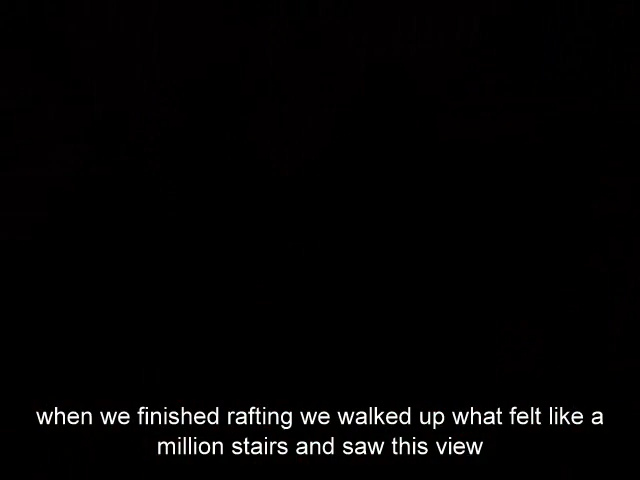 when we finished rafting we walked up what felt like a
million stairs and saw this view